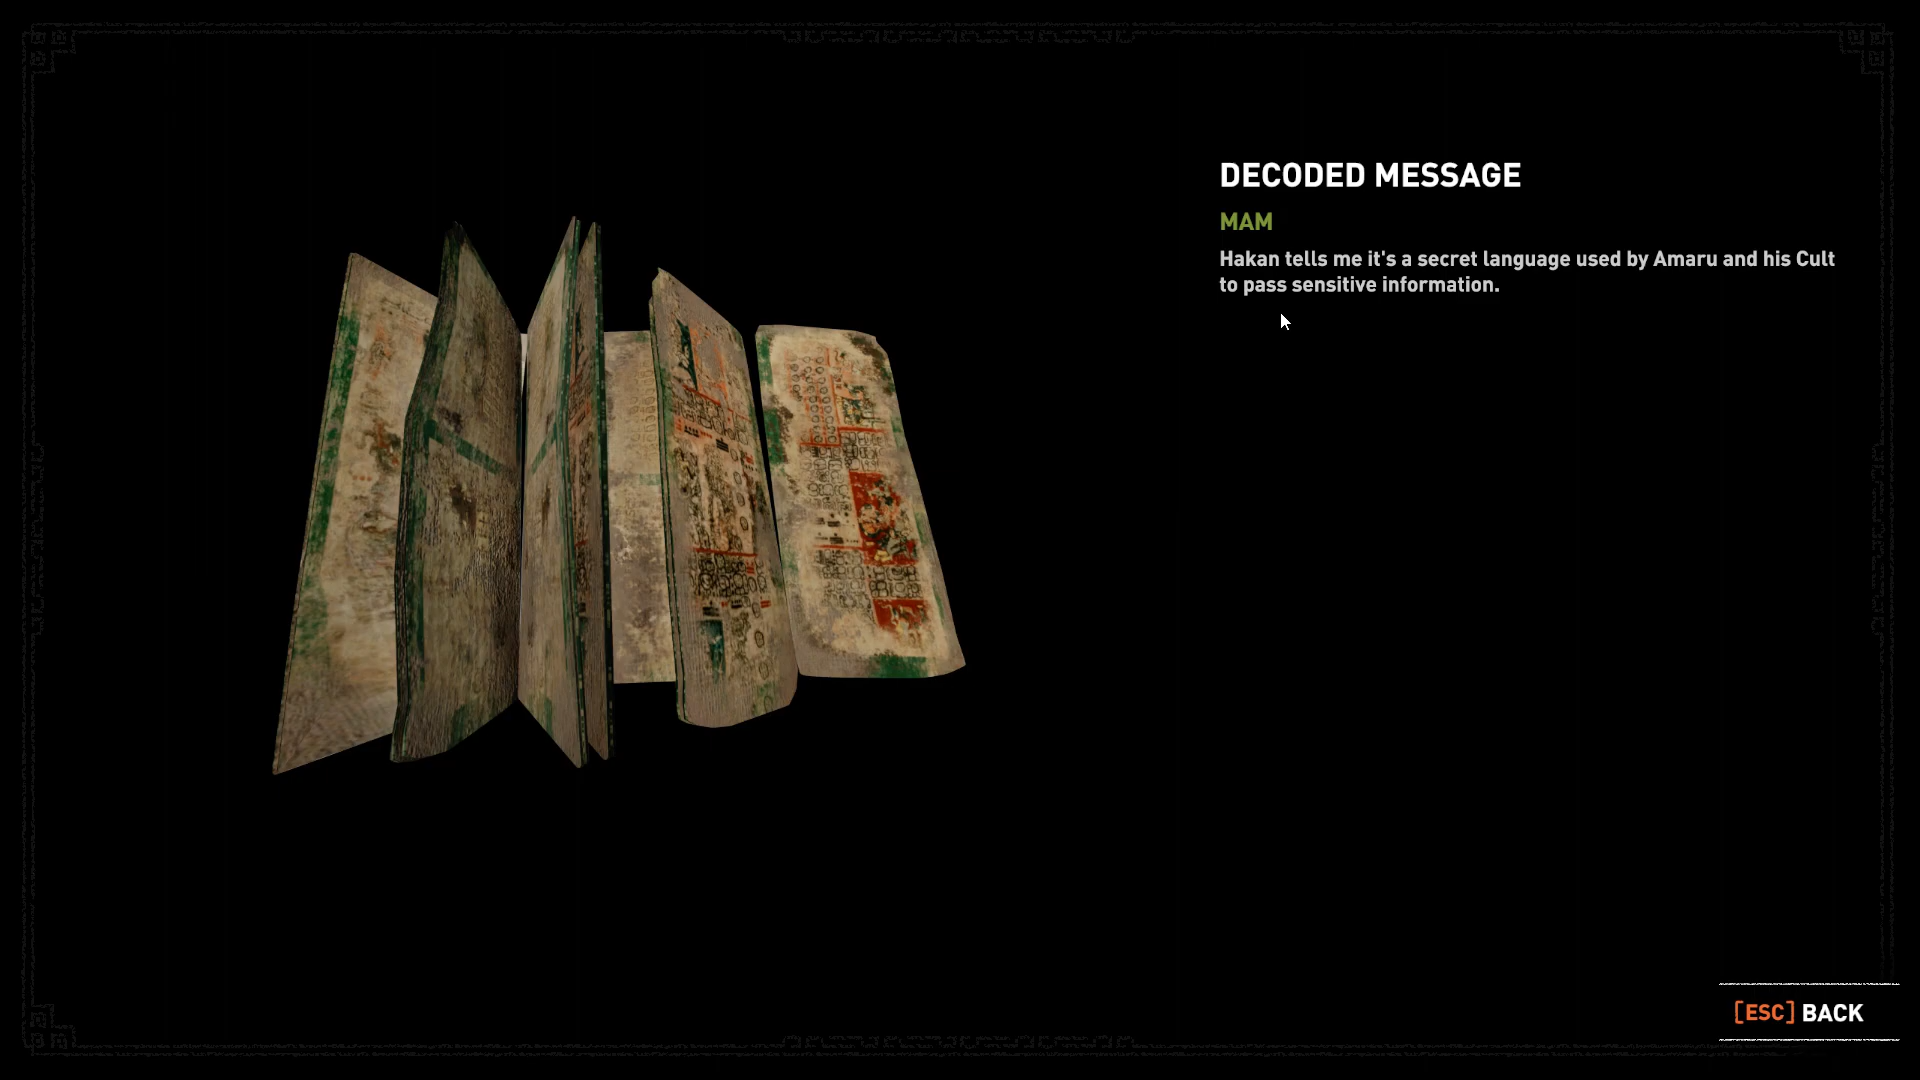 DECODED MESSAGE
MAM
Hakan tells me it's a secret language used by Amaru and his Cult
to pass sensitive information.
[ESC] BACK